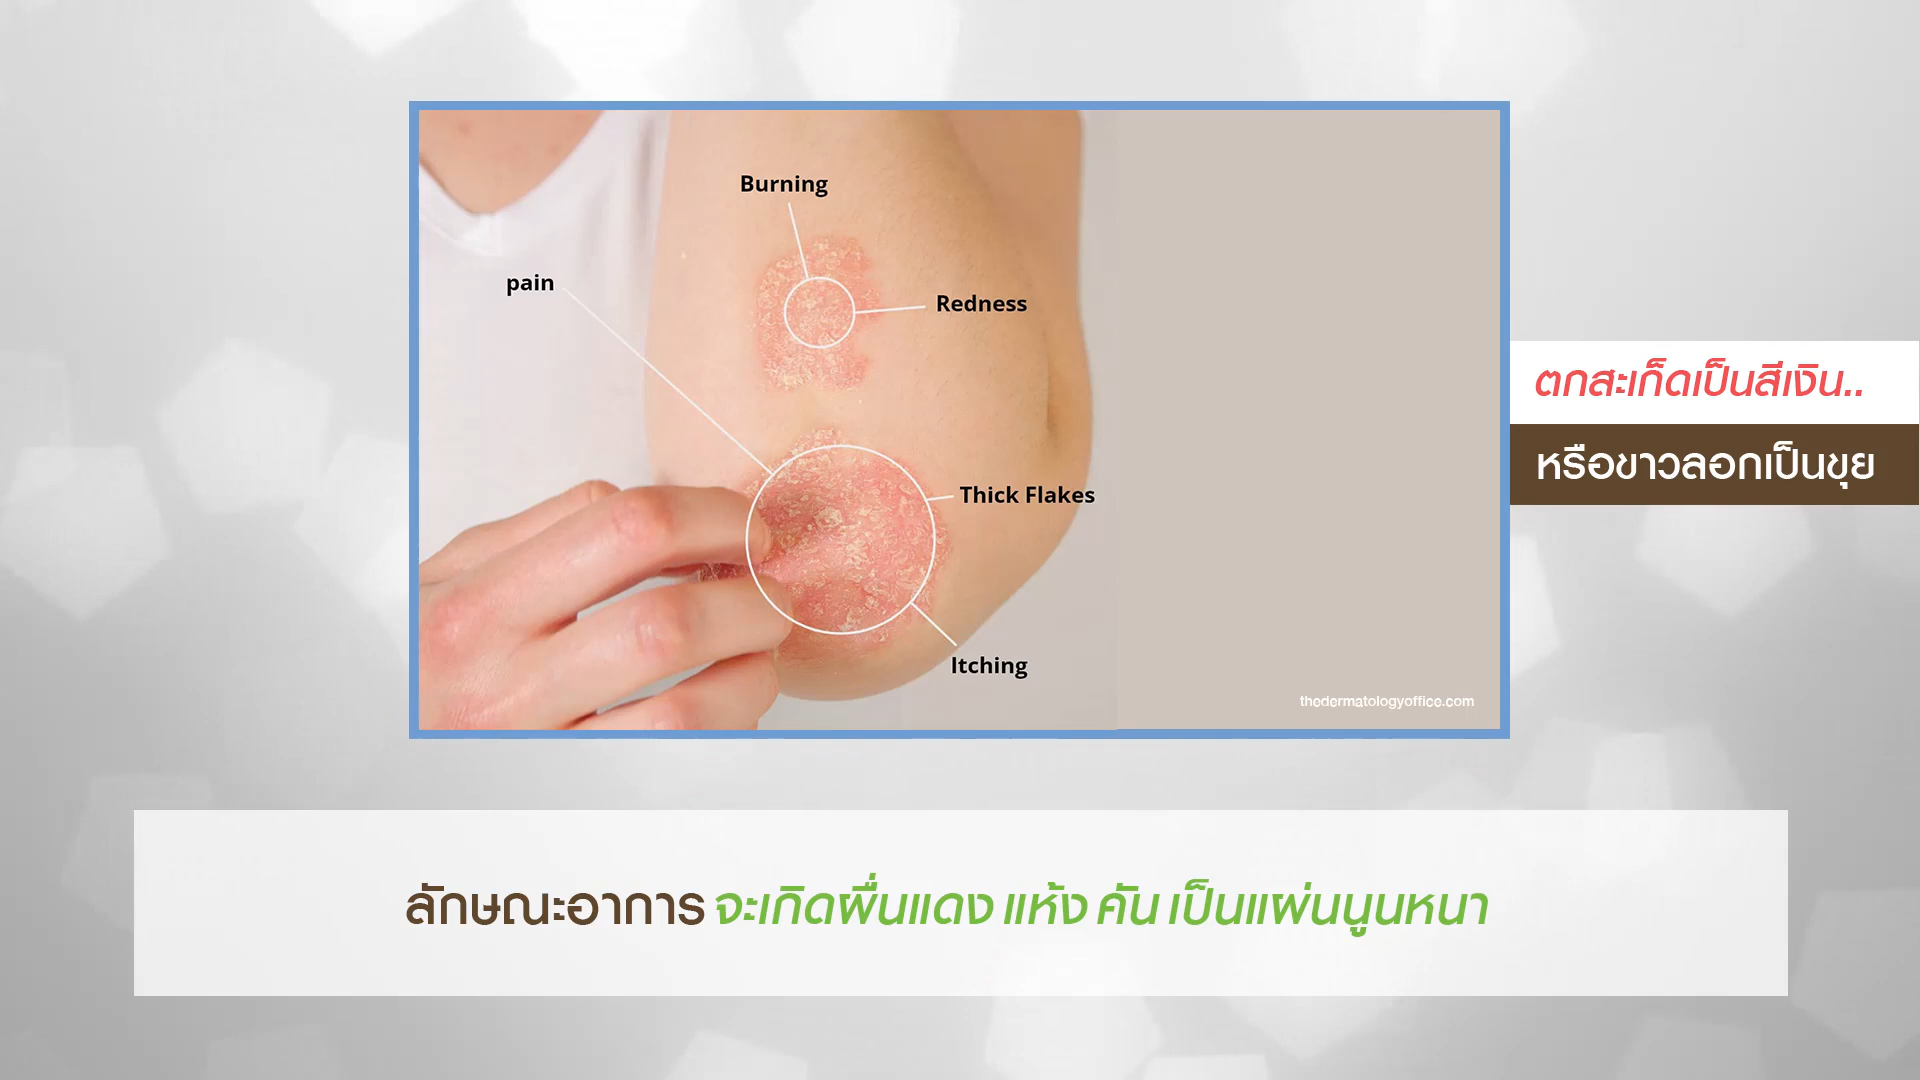 Burning
pain
Redness
Thick Flakes
Itching
thedermatologyoffice.com
ตกสะเก็ดเป็นสีเงิน..
หรือขาวลอกเป็นขุย
ลักษณะอาการ จะเกิดผื่นแดง แห้ง คัน เป็นแผ่นนูนหนา